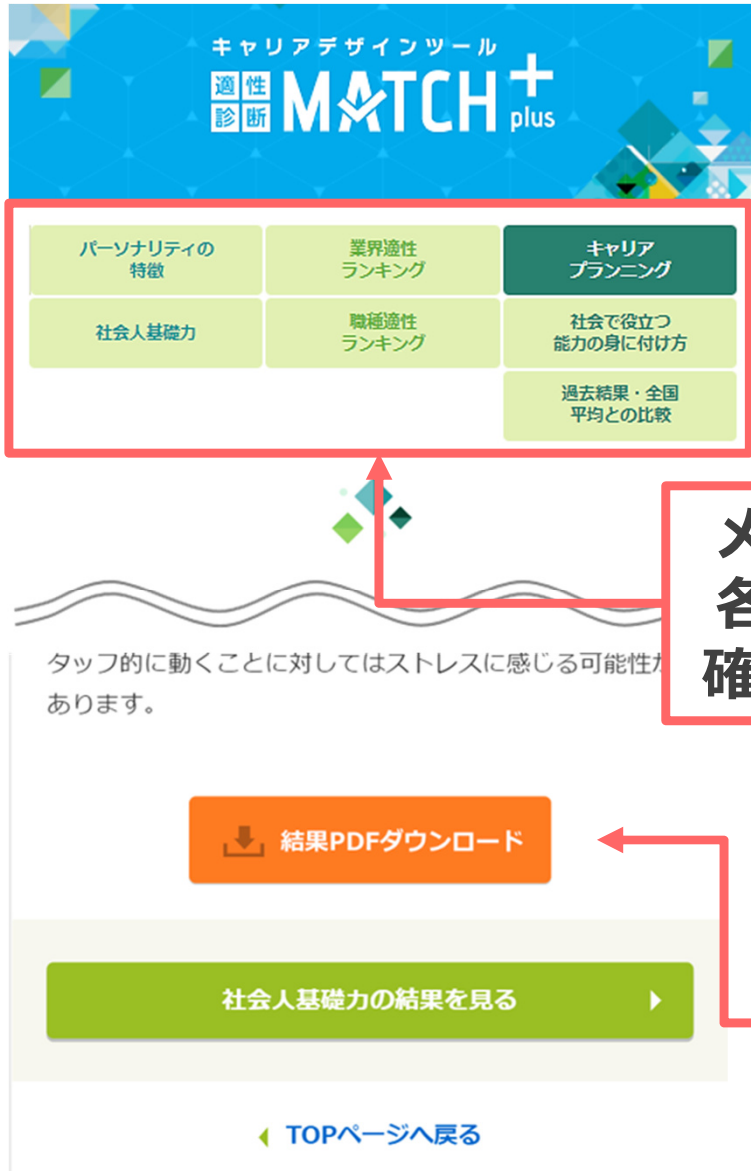 キャリアデザインツール
適性
診断
MATCH+
plus
パーソナリティの
特徴
業界適性
ランキング
キャリア
プランニング
社会人基礎力
職種適性
ランキング
社会で役立つ
能力の身に付け方
過去結果・全国
平均との比較
メ
各
確
タッフ的に動くことに対してはストレスに感じる可能性が
あります。
結果PDFダウンロード
社会人基礎力の結果を見る
TOPページへ戻る